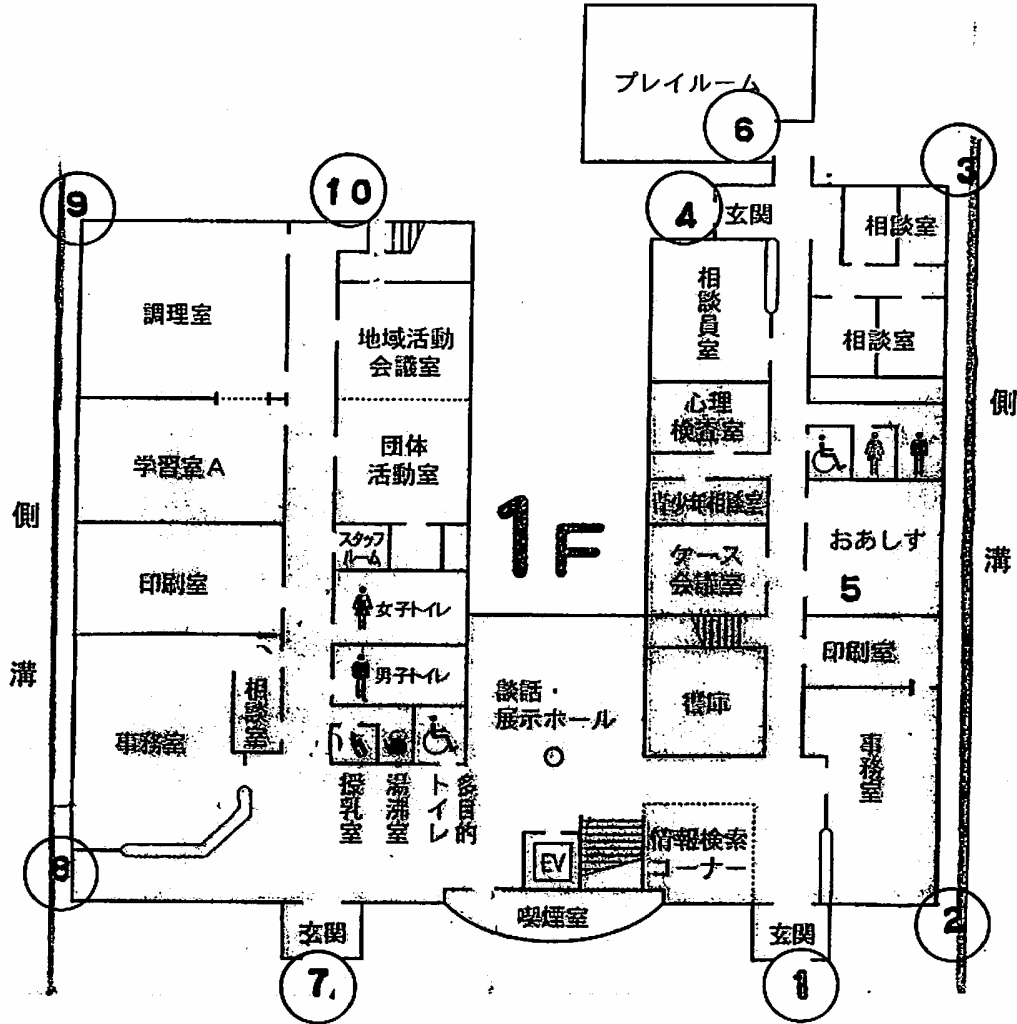 プレイルーム
6
3
9
10
4
玄関
相談室
調理室
相談員室
地域活動
会議室
相談室
心理
検査室
側
団体
活動室
学習室A
青少年相談室
側
1F
スタッフ
ルーム
おあしす
ケース
会議室
溝
印刷室
5
女子トイレ
印刷室
溝
男子トイレ
相談室
談話・
展示ホール
事務室
事務室
授乳室
湯沸室
多目的
トイレ
情報検索
コーナー
EV
8
喫煙室
2
玄関
玄関
7
1